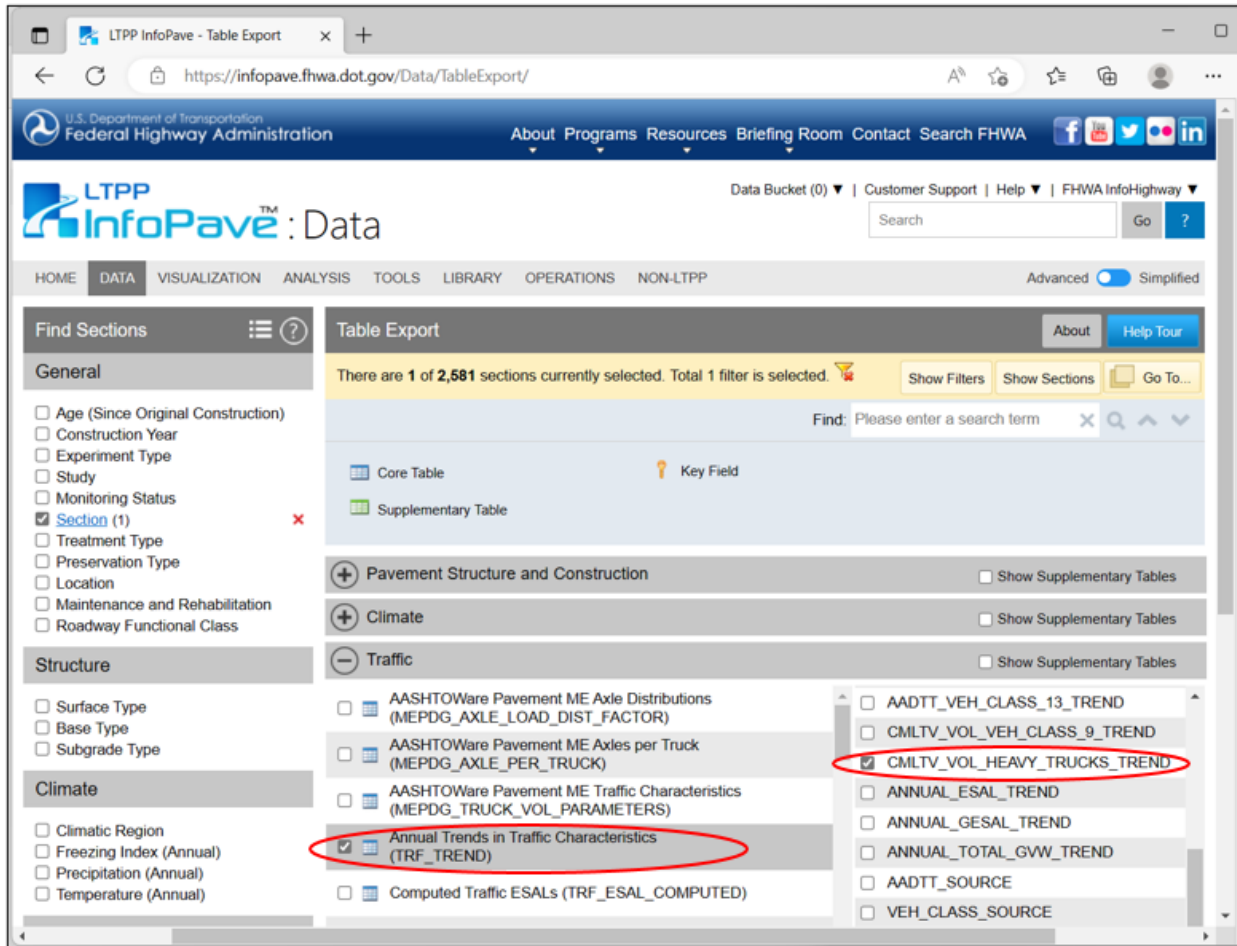 LTPP InfoPave - Table Export
https://infopave.fhwa.dot.gov/Data/TableExport/
U.S. Department of Transportation
Federal Highway Administration
About Programs Resources Briefing Room Contact Search FHWA
Data Bucket (0) ▼ | Customer Support | Help ▼ | FHWA InfoHighway ▼
LTPP
InfoPave™: Data
Search
Go
?
HOME DATA VISUALIZATION ANALYSIS TOOLS LIBRARY OPERATIONS NON-LTPP
Advanced Simplified
Find Sections
General
Age (Since Original Construction)
Construction Year
Experiment Type
Study
Monitoring Status
Section (1)
Treatment Type
Preservation Type
Location
Maintenance and Rehabilitation
Roadway Functional Class
Structure
Surface Type
Base Type
Subgrade Type
Climate
Climatic Region
Freezing Index (Annual)
Precipitation (Annual)
Temperature (Annual)
Table Export
About
Help Tour
There are 1 of 2,581 sections currently selected. Total 1 filter is selected.
Show Filters
Show Sections
Go To...
Find: Please enter a search term
Core Table
Key Field
Supplementary Table
Pavement Structure and Construction
Show Supplementary Tables
Climate
Show Supplementary Tables
Traffic
Show Supplementary Tables
AASHTOWare Pavement ME Axle Distributions
(MEPDG_AXLE_LOAD_DIST_FACTOR)
AASHTOWare Pavement ME Axles per Truck
(MEPDG_AXLE_PER_TRUCK)
AASHTOWare Pavement ME Traffic Characteristics
(MEPDG_TRUCK_VOL_PARAMETERS)
Annual Trends in Traffic Characteristics
(TRF_TREND)
Computed Traffic ESALs (TRF_ESAL_COMPUTED)
AADTT_VEH_CLASS_13_TREND
CMLTV_VOL_VEH_CLASS_9_TREND
CMLTV_VOL_HEAVY_TRUCKS_TREND
ANNUAL_ESAL_TREND
ANNUAL_GESAL_TREND
ANNUAL_TOTAL_GVW_TREND
AADTT_SOURCE
VEH_CLASS_SOURCE